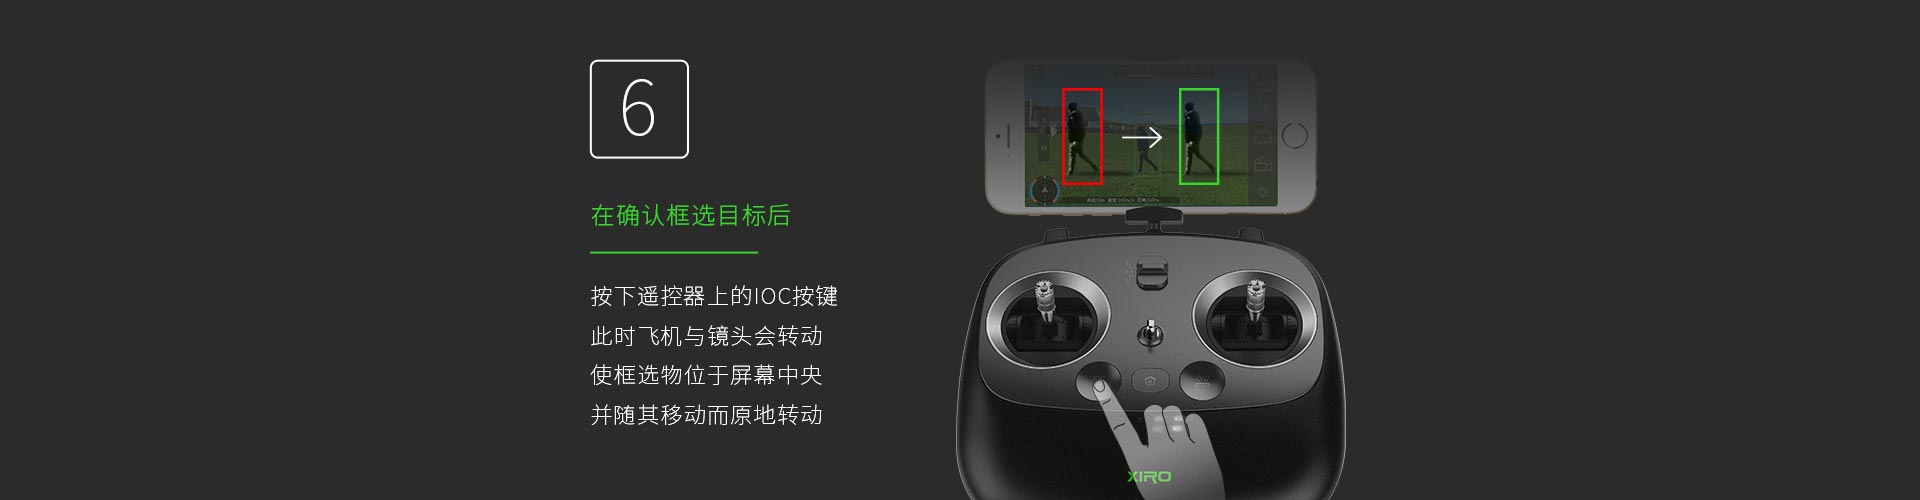 6
在确认框选目标后
按下遥控器上的IOC按键
此时飞机与镜头会转动
使框选物位于屏幕中央
并随其移动而原地转动
W
XIRO